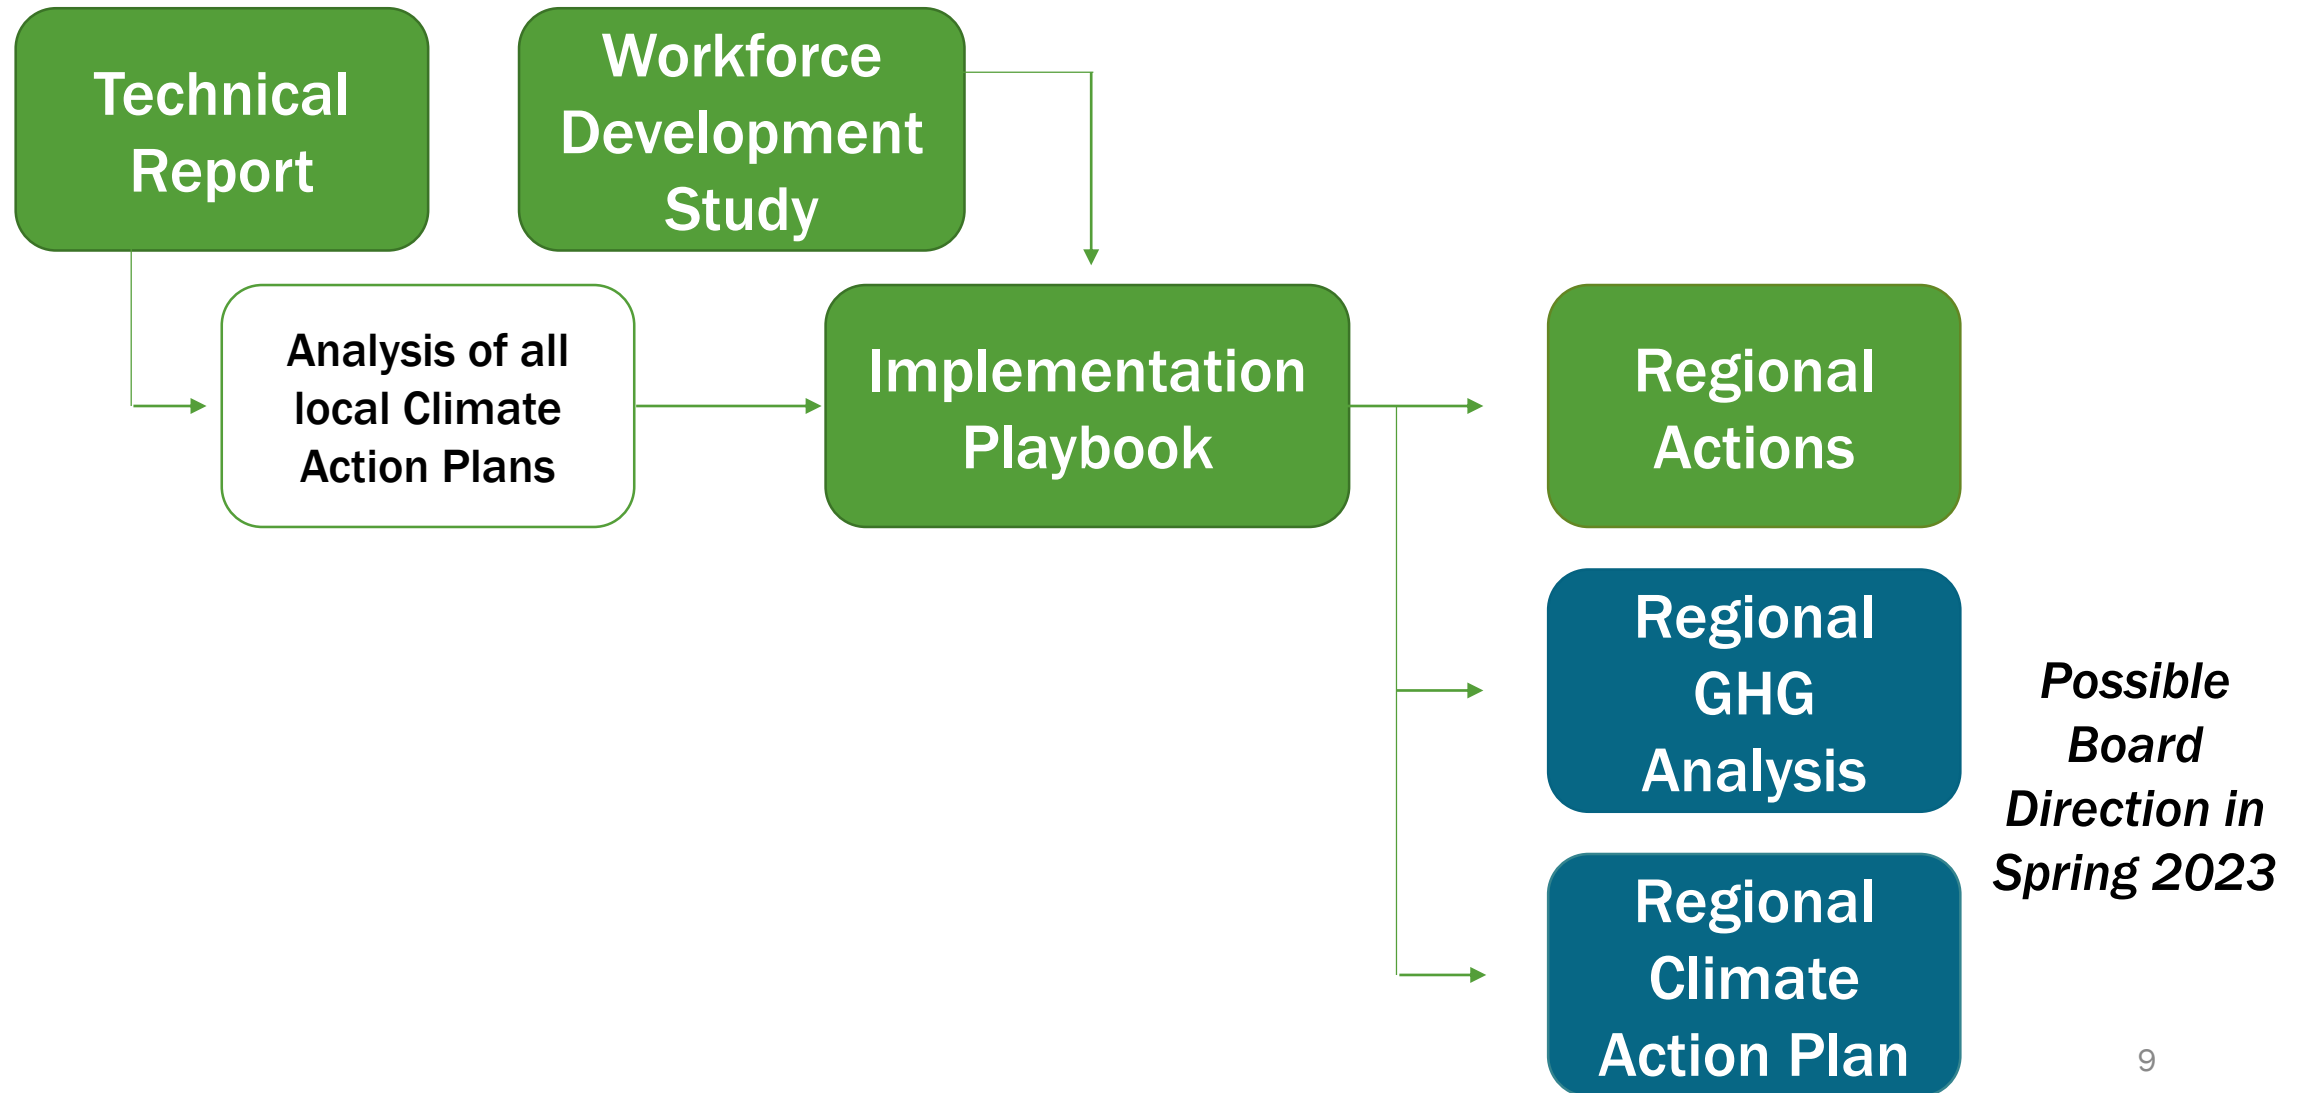 Technical
Report
Workforce
Development
Study
Analysis of all
local Climate
Action Plans
Implementation
Playbook
Regional
Actions
Regional
GHG
Analysis
Regional
Climate
Action Plan
Possible
Board
Direction in
Spring 2023
9